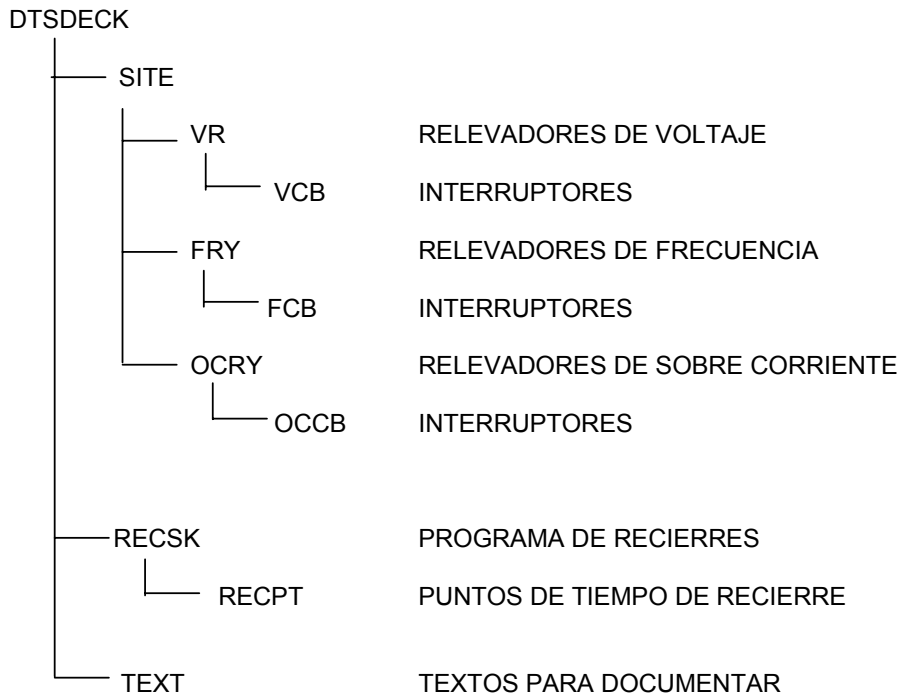 DTSDECK
SITE
VR RELEVADORES DE VOLTAJE
VCB INTERRUPTORES
FRY RELEVADORES DE FRECUENCIA
FCB INTERRUPTORES
OCRY RELEVADORES DE SOBRE CORRIENTE
OCCB INTERRUPTORES
RECSK PROGRAMA DE RECIERRES
RECPT PUNTOS DE TIEMPO DE RECIERRE
TEXT TEXTOS PARA DOCUMENTAR